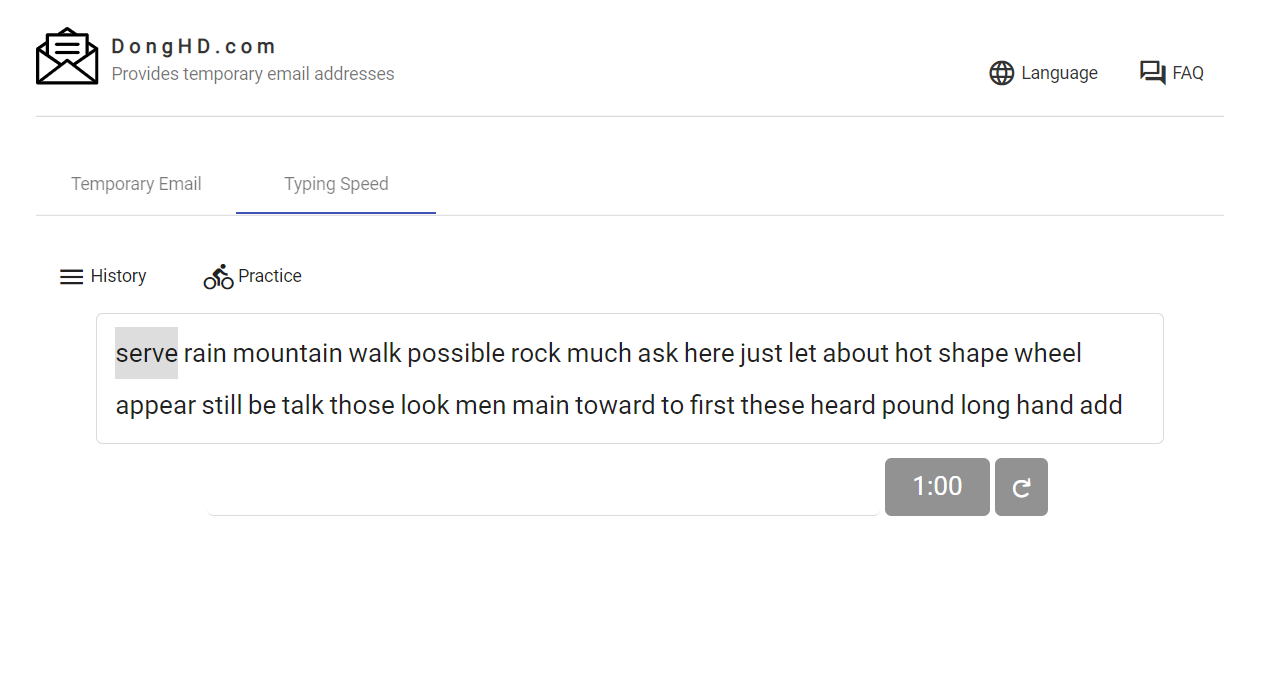 DongHD.com
Provides temporary email addresses
Language
FAQ
Temporary Email
Typing Speed
History
Practice
serve rain mountain walk possible rock much ask here just let about hot shape wheel
appear still be talk those look men main toward to first these heard pound long hand add
1:00